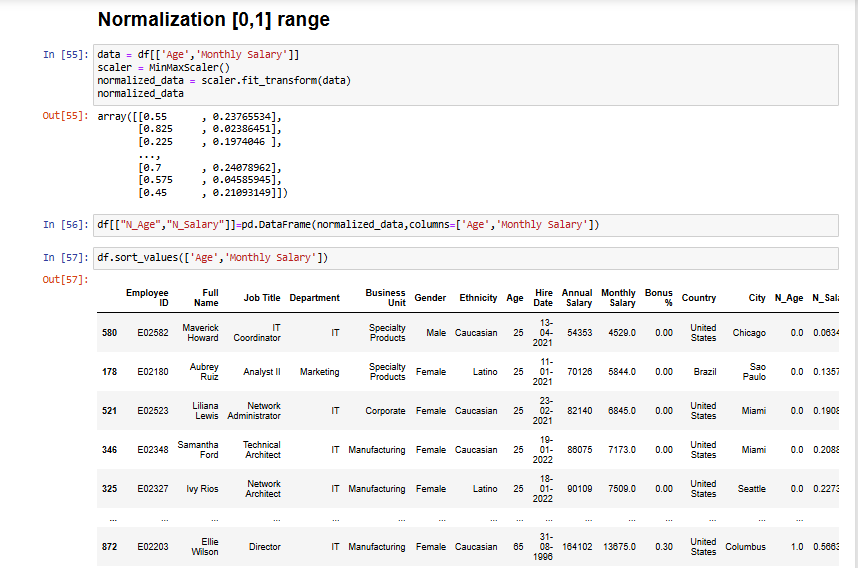 Normalization [0,1] range
In [55]: data = df[['Age','Monthly Salary']]
scaler = MinMaxScaler()
normalized_data = scaler.fit_transform(data)
normalized_data
Out[55]: array([[0.55      , 0.23765534],
[0.825     , 0.02386451],
[0.225     , 0.1974046 ],
...,
[0.7       , 0.24078962],
[0.575     , 0.04585945],
[0.45      , 0.21093149]])
In [56]: df[["N_Age","N_Salary"]]=pd.DataFrame(normalized_data,columns=['Age','Monthly Salary'])
In [57]: df.sort_values(['Age','Monthly Salary'])
Out[57]:
Employee ID Full Name Job Title Department Business Unit Gender Ethnicity Age Hire Date Annual Salary Monthly Salary Bonus % Country City N_Age N_Sala
580 E02582 Maverick Howard IT Coordinator IT Specialty Products Male Caucasian 25 13-04-2021 54353 4529.0 0.00 United States Chicago 0.0 0.0634
178 E02180 Aubrey Ruiz Analyst II Marketing Specialty Products Female Latino 25 11-01-2021 70126 5844.0 0.00 Brazil Sao Paulo 0.0 0.1357
521 E02523 Liliana Lewis Network Administrator IT Corporate Female Caucasian 25 23-02-2021 82140 6845.0 0.00 United States Miami 0.0 0.1908
346 E02348 Samantha Ford Technical Architect IT Manufacturing Female Caucasian 25 19-01-2022 86075 7173.0 0.00 United States Miami 0.0 0.2088
325 E02327 Ivy Rios Network Architect IT Manufacturing Female Latino 25 18-01-2022 90109 7509.0 0.00 United States Seattle 0.0 0.2273
... ... ... ... ... ... ... ... ... ... ... ... ... ... ... ...
872 E02203 Ellie Wilson Director IT Manufacturing Female Caucasian 65 31-08-1996 164102 13675.0 0.30 United States Columbus 1.0 0.5663